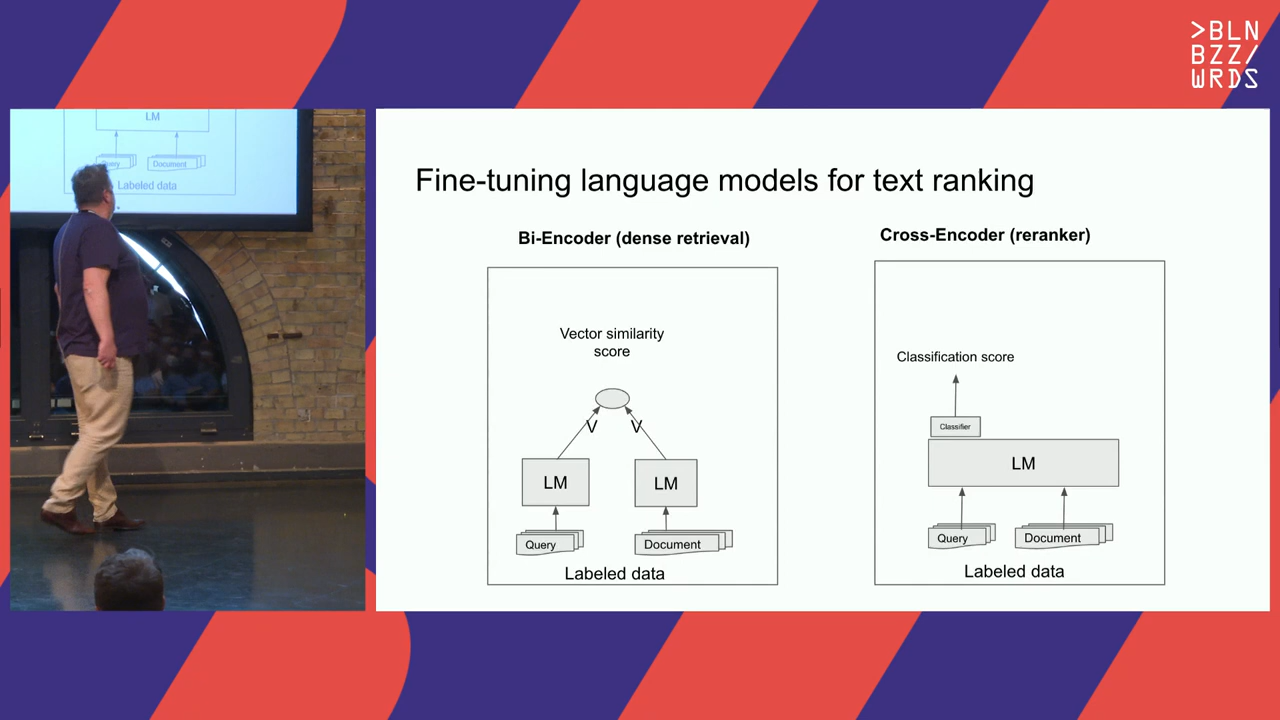 >BLN
BZZ/
WRDS
LM
Document
Labeled data
Fine-tuning language models for text ranking
Bi-Encoder (dense retrieval)
Vector similarity
score
V
V
LM
LM
Query
Document
Labeled data
Cross-Encoder (reranker)
Classification score
Classifier
LM
Query
Document
Labeled data